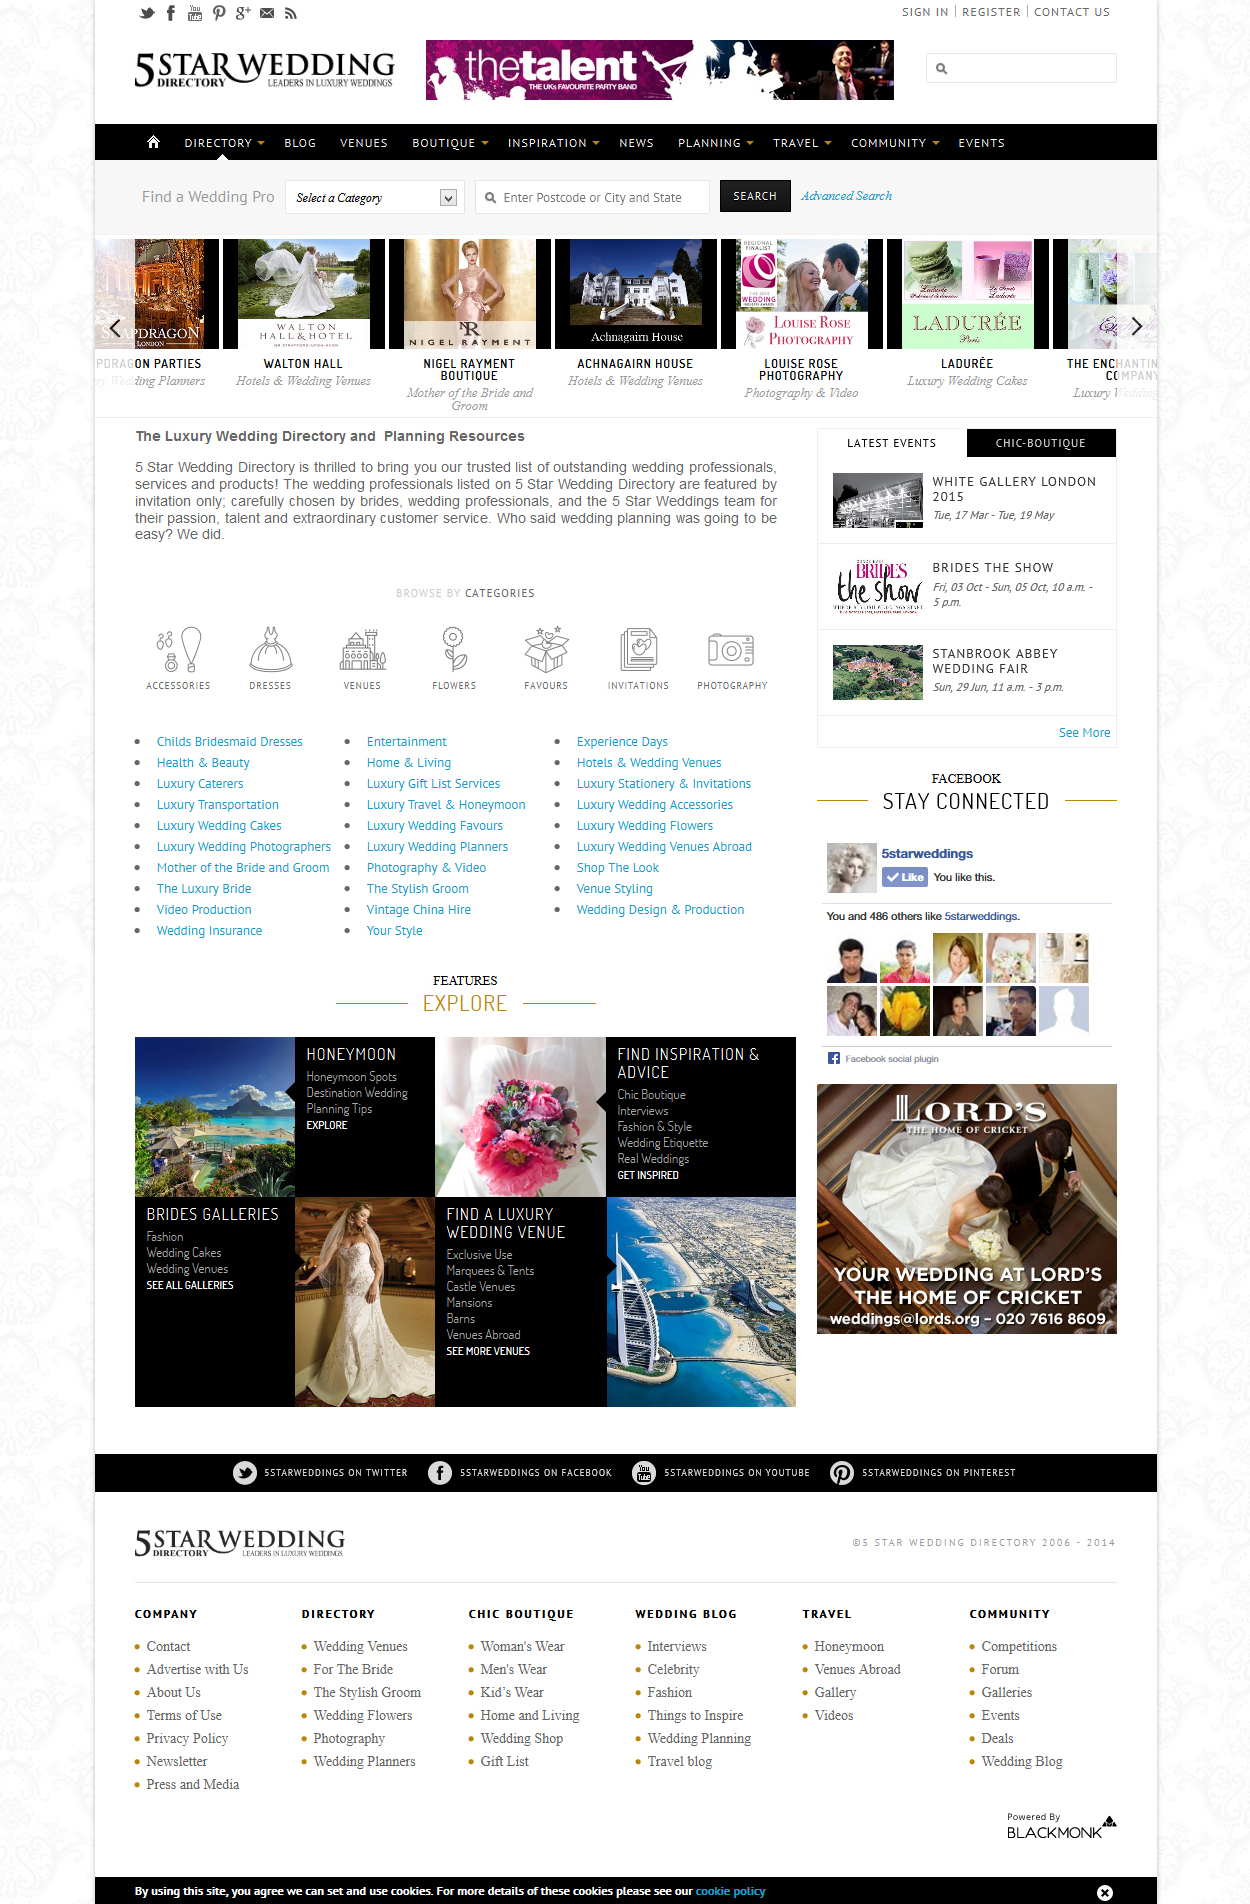 SIGN IN | REGISTER | CONTACT US
5 STAR WEDDING
DIRECTORY LEADERS IN LUXURY WEDDINGS
thetalent
THE UKs FAVOURITE PARTY BAND
DIRECTORY BLOG VENUES BOUTIQUE INSPIRATION NEWS PLANNING TRAVEL COMMUNITY EVENTS
Find a Wedding Pro Select a Category Enter Postcode or City and State SEARCH Advanced Search
SNAPDRAGON
LONDON
WALTON
HALL & HOTEL
NR STRATFORD-UPON-AVON
NR
NIGEL RAYMENT
Achnagairn House
REGIONAL FINALIST
WEDDING
Louise Rose
Photography
Ladurée
LADURÉE
Paris
PDRAGON PARTIES
ry Wedding Planners
WALTON HALL
Hotels & Wedding Venues
NIGEL RAYMENT
BOUTIQUE
Mother of the Bride and
Groom
ACHNAGAIRN HOUSE
Hotels & Wedding Venues
LOUISE ROSE
PHOTOGRAPHY
Photography & Video
LADURÉE
Luxury Wedding Cakes
THE ENCHANTIN
COMPANY
Luxury Wedding
The Luxury Wedding Directory and Planning Resources
5 Star Wedding Directory is thrilled to bring you our trusted list of outstanding wedding professionals,
services and products! The wedding professionals listed on 5 Star Wedding Directory are featured by
invitation only; carefully chosen by brides, wedding professionals, and the 5 Star Weddings team for
their passion, talent and extraordinary customer service. Who said wedding planning was going to be
easy? We did.
BROWSE BY CATEGORIES
ACCESSORIES DRESSES VENUES FLOWERS FAVOURS INVITATIONS PHOTOGRAPHY
Childs Bridesmaid Dresses Entertainment Experience Days
Health & Beauty Home & Living Hotels & Wedding Venues
Luxury Caterers Luxury Gift List Services Luxury Stationery & Invitations
Luxury Transportation Luxury Travel & Honeymoon Luxury Wedding Accessories
Luxury Wedding Cakes Luxury Wedding Favours Luxury Wedding Flowers
Luxury Wedding Photographers Luxury Wedding Planners Luxury Wedding Venues Abroad
Mother of the Bride and Groom Photography & Video Shop The Look
The Luxury Bride The Stylish Groom Venue Styling
Video Production Vintage China Hire Wedding Design & Production
Wedding Insurance Your Style
FEATURES
EXPLORE
HONEYMOON
Honeymoon Spots
Destination Wedding
Planning Tips
EXPLORE
FIND INSPIRATION &
ADVICE
Chic Boutique
Interviews
Fashion & Style
Wedding Etiquette
Real Weddings
GET INSPIRED
BRIDES GALLERIES
Fashion
Wedding Cakes
Wedding Venues
SEE ALL GALLERIES
FIND A LUXURY
WEDDING VENUE
Exclusive Use
Marquees & Tents
Castle Venues
Mansions
Barns
Venues Abroad
SEE MORE VENUES
LATEST EVENTS CHIC-BOUTIQUE
WHITE GALLERY LONDON
2015
Tue, 17 Mar - Tue, 19 May
BRIDES
the show
BRIDES THE SHOW
Fri, 03 Oct - Sun, 05 Oct, 10 a.m. -
5 p.m.
STANBROOK ABBEY
WEDDING FAIR
Sun, 29 Jun, 11 a.m. - 3 p.m.
See More
FACEBOOK
STAY CONNECTED
5starweddings
Like You like this.
You and 486 others like 5starweddings.
Facebook social plugin
LORD'S
THE HOME OF CRICKET
YOUR WEDDING AT LORD'S
THE HOME OF CRICKET
weddings@lords.org – 020 7616 8609
5STARWEDDINGS ON TWITTER 5STARWEDDINGS ON FACEBOOK You Tube 5STARWEDDINGS ON YOUTUBE 5STARWEDDINGS ON PINTEREST
5 STAR WEDDING
DIRECTORY LEADERS IN LUXURY WEDDINGS
©5 STAR WEDDING DIRECTORY 2006 - 2014
COMPANY
Contact
Advertise with Us
About Us
Terms of Use
Privacy Policy
Newsletter
Press and Media
DIRECTORY
Wedding Venues
For The Bride
The Stylish Groom
Wedding Flowers
Photography
Wedding Planners
CHIC BOUTIQUE
Woman's Wear
Men's Wear
Kid's Wear
Home and Living
Wedding Shop
Gift List
WEDDING BLOG
Interviews
Celebrity
Fashion
Things to Inspire
Wedding Planning
Travel blog
TRAVEL
Honeymoon
Venues Abroad
Gallery
Videos
COMMUNITY
Competitions
Forum
Galleries
Events
Deals
Wedding Blog
Powered By
BLACKMONK
By using this site, you agree we can set and use cookies. For more details of these cookies please see our cookie policy